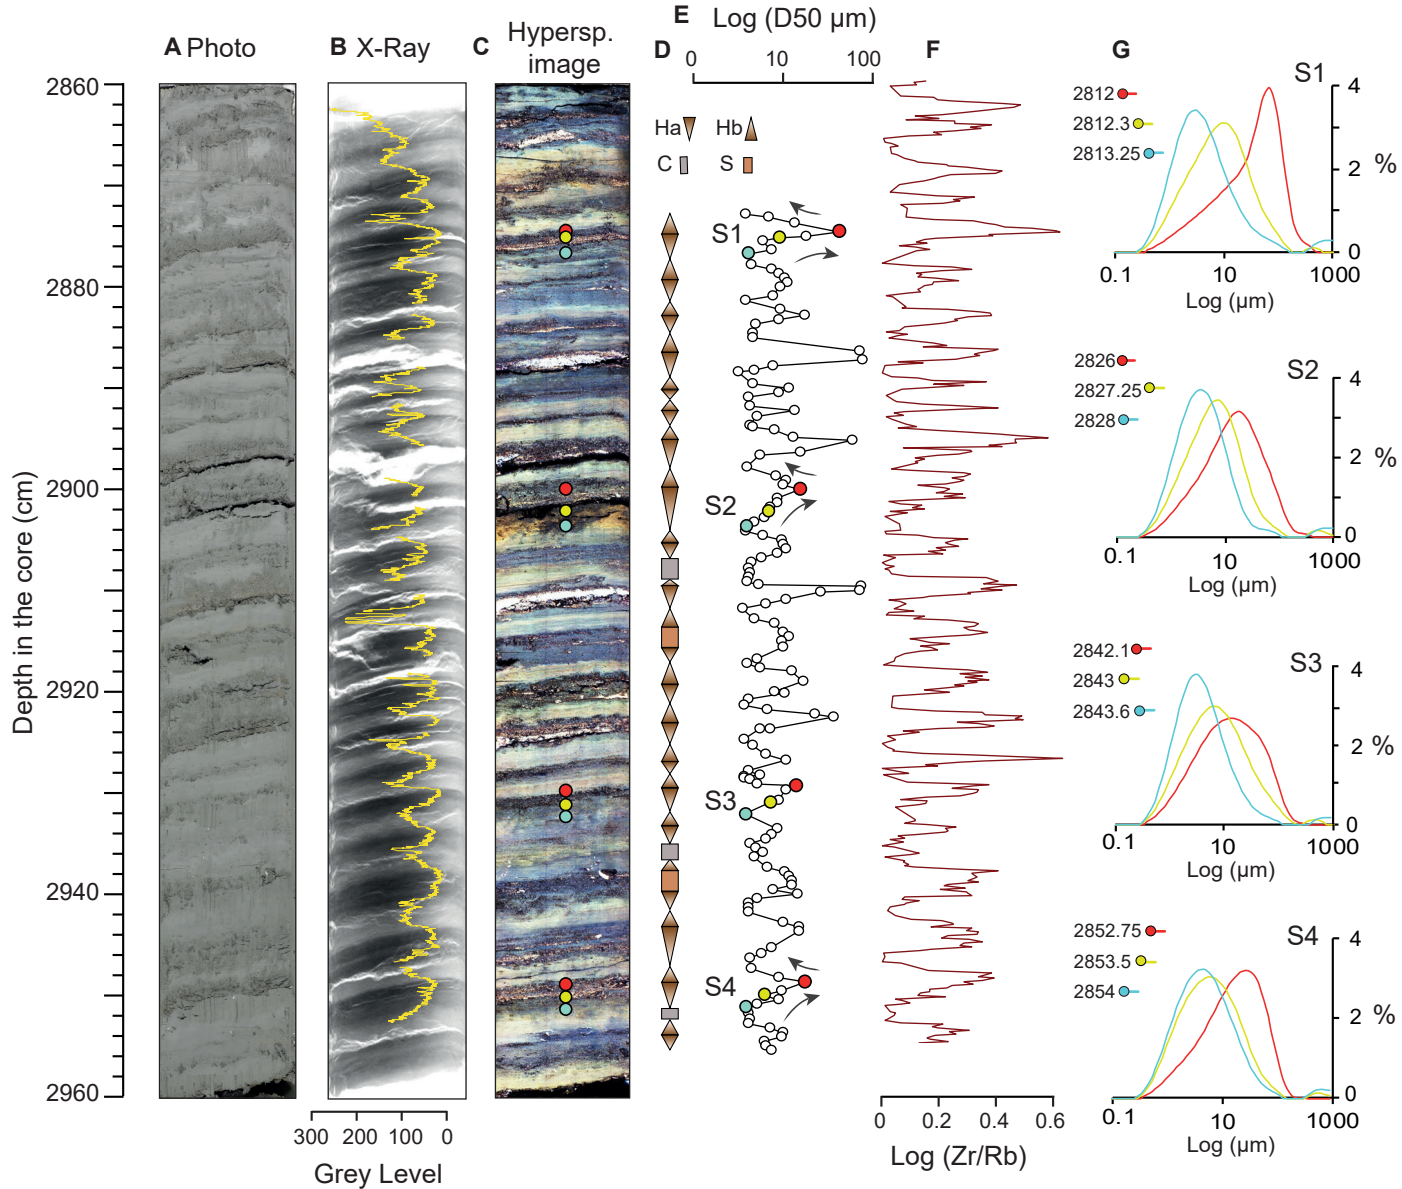 E Log (D50 µm)
A Photo
B X-Ray
C Hypersp. image
D
F
G
0 10 100
Ha Hb
C S
Depth in the core (cm)
2860
2880
2900
2920
2940
2960
300 200 100 0
Grey Level
S1
S2
S3
S4
0 0.2 0.4 0.6
Log (Zr/Rb)
S1
2812
2812.3
2813.25
4
2 %
0
0.1 10 1000
Log (µm)
S2
2826
2827.25
2828
4
2 %
0
0.1 10 1000
Log (µm)
S3
2842.1
2843
2843.6
4
2 %
0
0.1 10 1000
Log (µm)
S4
2852.75
2853.5
2854
4
2 %
0
0.1 10 1000
Log (µm)